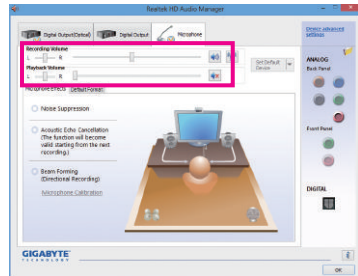 Realtek HD Audio Manager
Digital Output(Optical)
Digital Output
Microphone
Device advanced settings
Recording Volume
L
R
Set Default Device
Playback Volume
L
R
Microphone Effects
Default Format
Noise Suppression
Acoustic Echo Cancellation
(The function will become
valid starting from the next
recording.)
Beam Forming
(Directional Recording)
Microphone Calibration
ANALOG
Back Panel
Front Panel
DIGITAL
GIGABYTE
TECHNOLOGY
OK